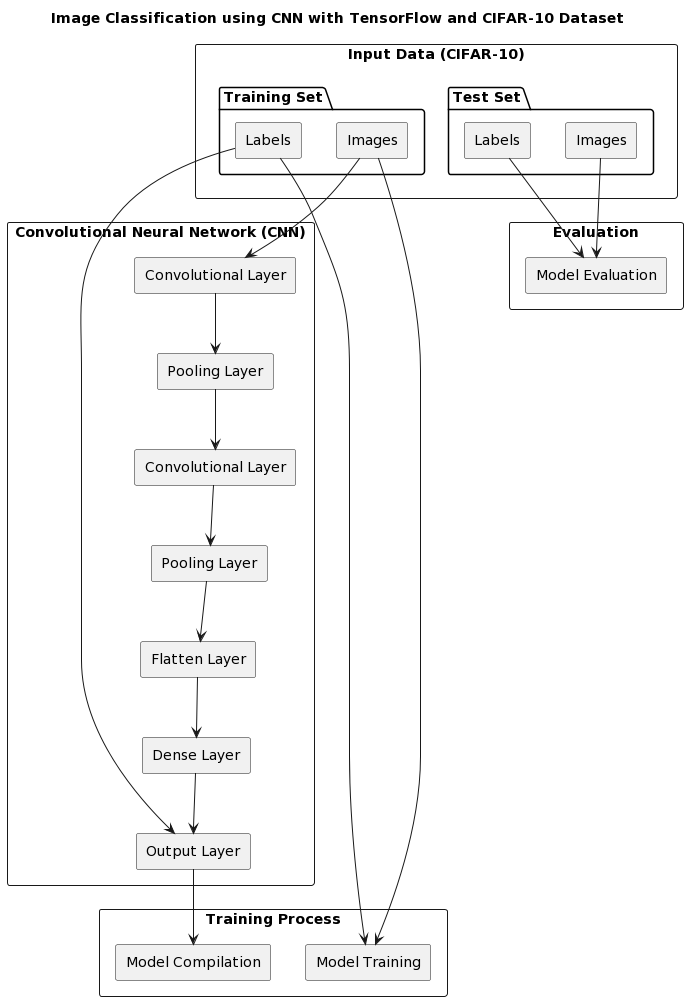 Image Classification using CNN with TensorFlow and CIFAR-10 Dataset
Input Data (CIFAR-10)
Training Set
Labels
Images
Test Set
Labels
Images
Convolutional Neural Network (CNN)
Convolutional Layer
Pooling Layer
Convolutional Layer
Pooling Layer
Flatten Layer
Dense Layer
Output Layer
Evaluation
Model Evaluation
Training Process
Model Compilation
Model Training